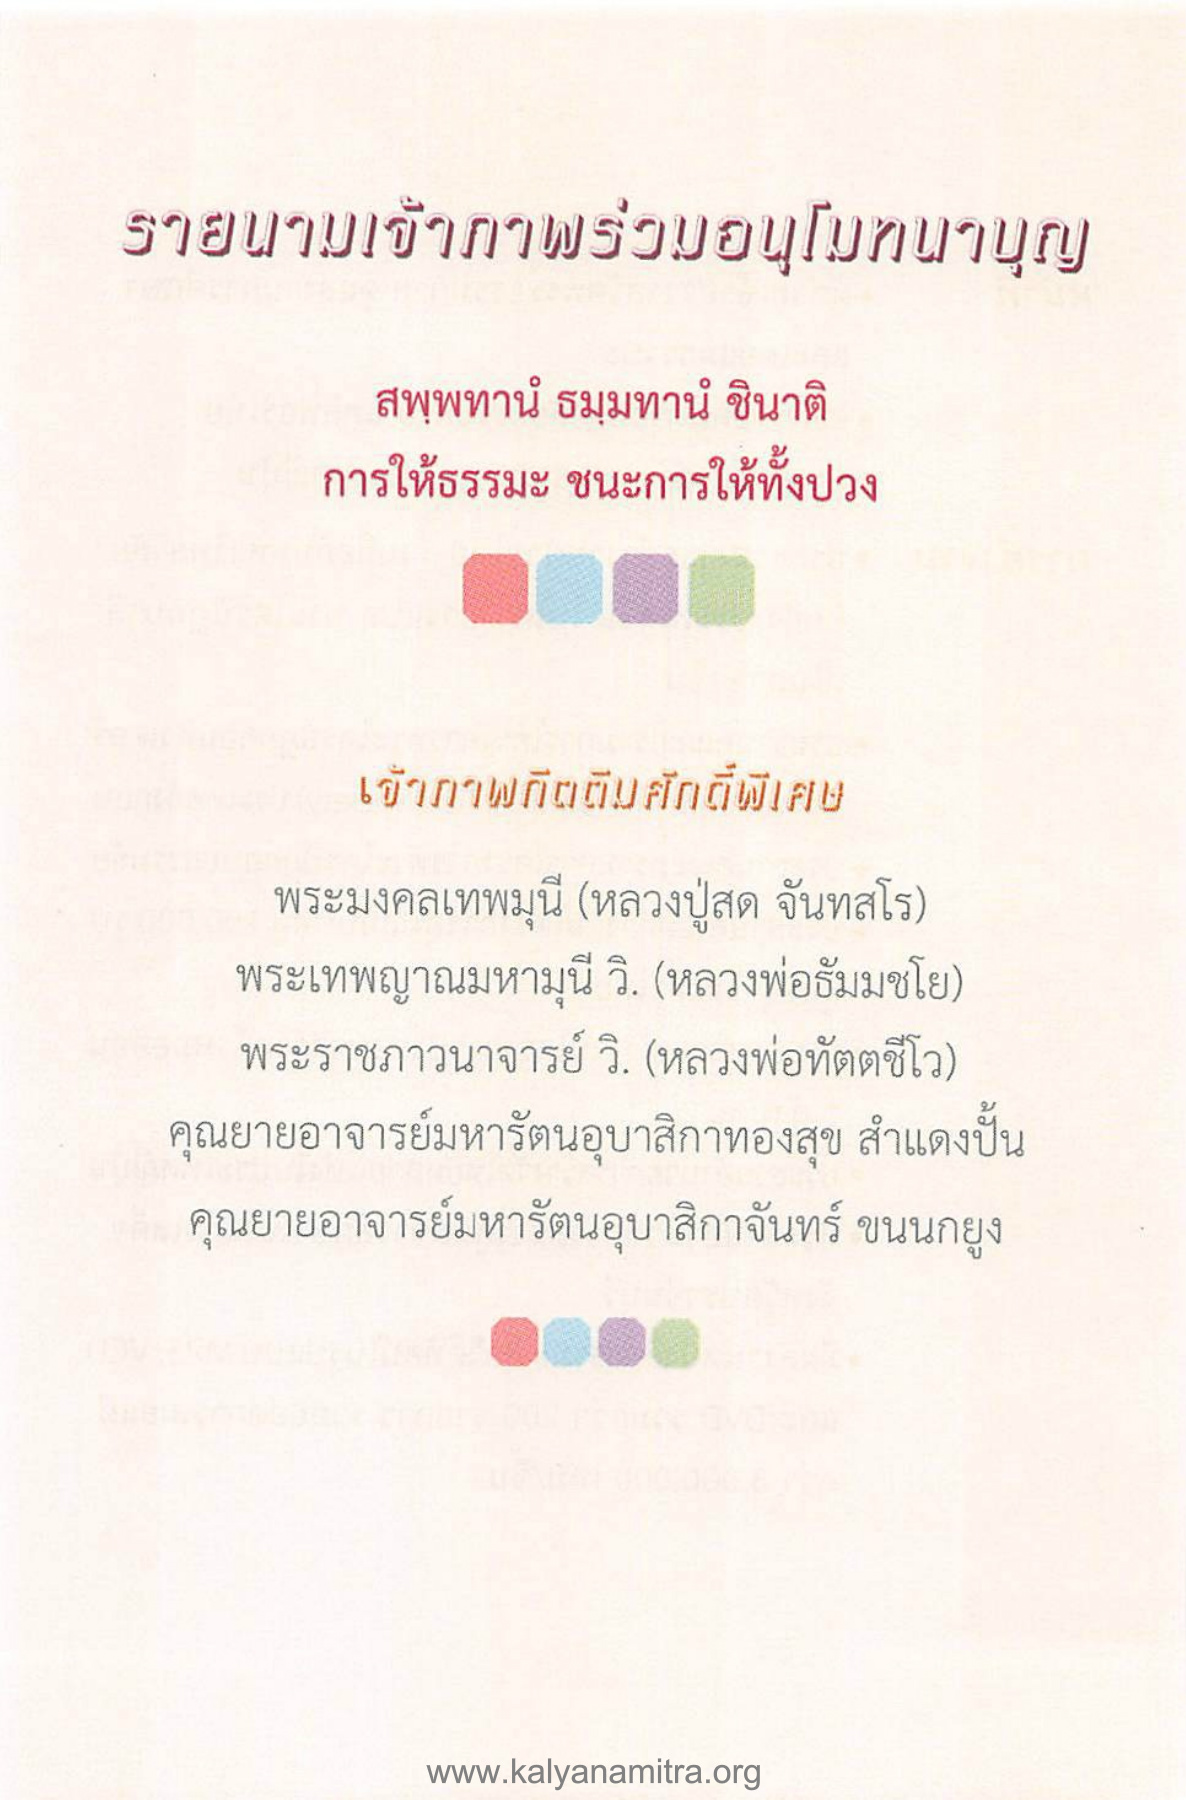 รายนามเจ้าภาพร่วมอนุโมทนาบุญ
สพฺพทานํ ธมฺมทานํ ชินาติ
การให้ธรรมะ ชนะการให้ทั้งปวง
เจ้าภาพกิตติมศักดิ์พิเศษ
พระมงคลเทพมุนี (หลวงปู่สด จันทสโร)
พระเทพญาณมหามุนี วิ. (หลวงพ่อธัมมชโย)
พระราชภาวนาจารย์ วิ. (หลวงพ่อทัตตชีโว)
คุณยายอาจารย์มหารัตนอุบาสิกาทองสุข สำแดงปั้น
คุณยายอาจารย์มหารัตนอุบาสิกาจันทร์ ขนนกยูง
www.kalyanamitra.org